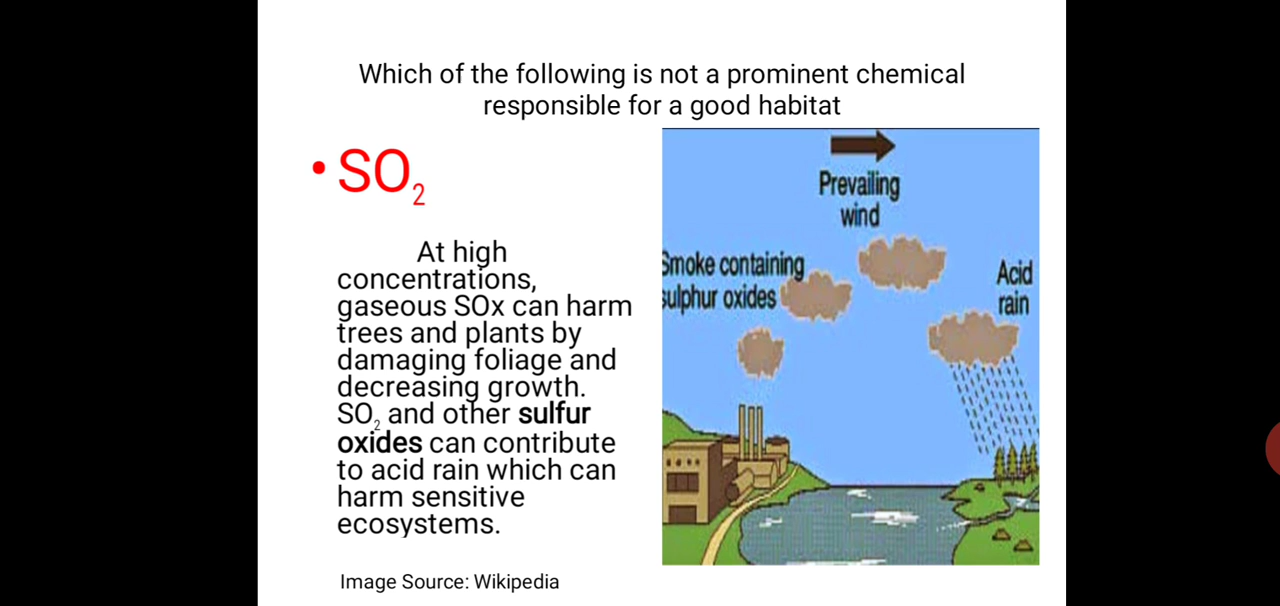 Which of the following is not a prominent chemical
responsible for a good habitat
• SO₂
At high
concentrations,
gaseous SOx can harm
trees and plants by
damaging foliage and
decreasing growth.
SO₂ and other sulfur
oxides can contribute
to acid rain which can
harm sensitive
ecosystems.
Image Source: Wikipedia
Prevailing
wind
Smoke containing
sulphur oxides
Acid
rain